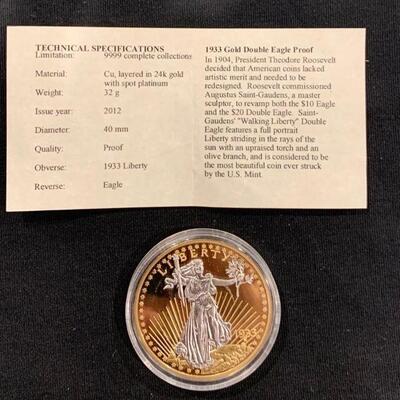 TECHNICAL SPECIFICATIONS
Limitation: 9999 complete collections
Material: Cu, layered in 24k gold
with spot platinum
Weight: 32 g
Issue year: 2012
Diameter: 40 mm
Quality: Proof
Obverse: 1933 Liberty
Reverse: Eagle
1933 Gold Double Eagle Proof
In 1904, President Theodore Roosevelt
decided that American coins lacked
artistic merit and needed to be
redesigned. Roosevelt commissioned
Augustus Saint-Gaudens, a master
sculptor, to revamp both the $10 Eagle
and the $20 Double Eagle. Saint-
Gaudens' "Walking Liberty" Double
Eagle features a full portrait
Liberty striding in the rays of the
sun with an upraised torch and an
olive branch, and is considered to be
the most beautiful coin ever struck
by the U.S. Mint.
LIBERTY
1933